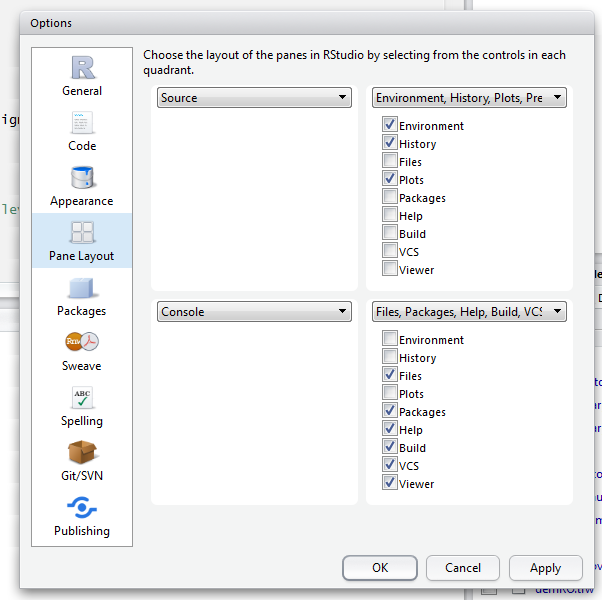 Options
Choose the layout of the panes in RStudio by selecting from the controls in each
quadrant.
R
General
Code
Appearance
Pane Layout
Packages
Rnw
Sweave
ABC
Spelling
Git/SVN
Publishing
Source
Environment, History, Plots, Pre
Environment
History
Files
Plots
Packages
Help
Build
VCS
Viewer
Console
Files, Packages, Help, Build, VC
Environment
History
Files
Plots
Packages
Help
Build
VCS
Viewer
OK
Cancel
Apply